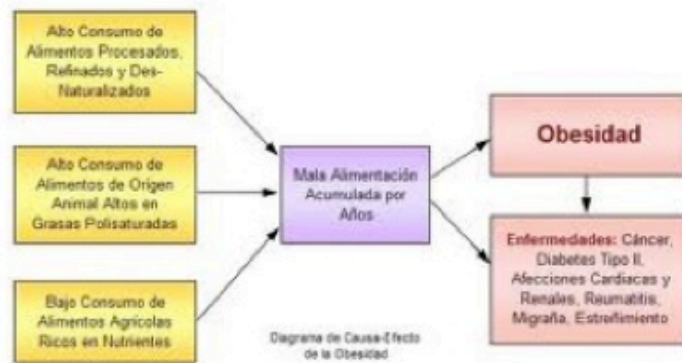 Alto Consumo de
Alimentos Procesados,
Refinados y Des-
Naturalizados
Alto Consumo de
Alimentos de Origen
Animal Altos en
Grasas Polisaturadas
Bajo Consumo de
Alimentos Agrícolas
Ricos en Nutrientes
Mala Alimentación
Acumulada por
Años
Obesidad
Enfermedades: Cáncer,
Diabetes Tipo II,
Afecciones Cardiacas y
Renales, Reumatitis,
Migraña, Estreñimiento
Diagrama de Causa-Efecto
de la Obesidad